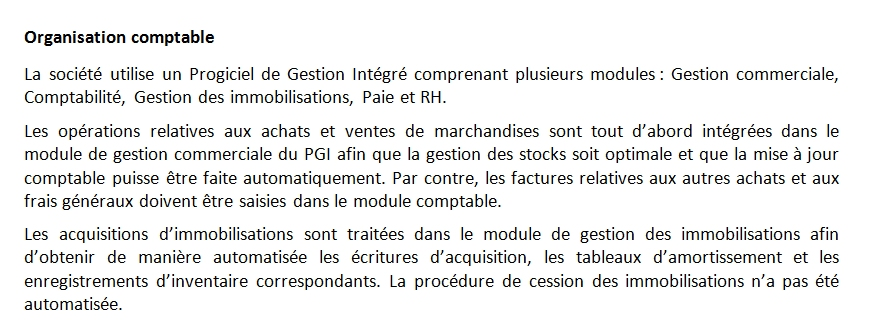 Organisation comptable
La société utilise un Progiciel de Gestion Intégré comprenant plusieurs modules : Gestion commerciale,
Comptabilité, Gestion des immobilisations, Paie et RH.
Les opérations relatives aux achats et ventes de marchandises sont tout d’abord intégrées dans le
module de gestion commerciale du PGI afin que la gestion des stocks soit optimale et que la mise à jour
comptable puisse être faite automatiquement. Par contre, les factures relatives aux autres achats et aux
frais généraux doivent être saisies dans le module comptable.
Les acquisitions d’immobilisations sont traitées dans le module de gestion des immobilisations afin
d’obtenir de manière automatisée les écritures d’acquisition, les tableaux d’amortissement et les
enregistrements d’inventaire correspondants. La procédure de cession des immobilisations n’a pas été
automatisée.